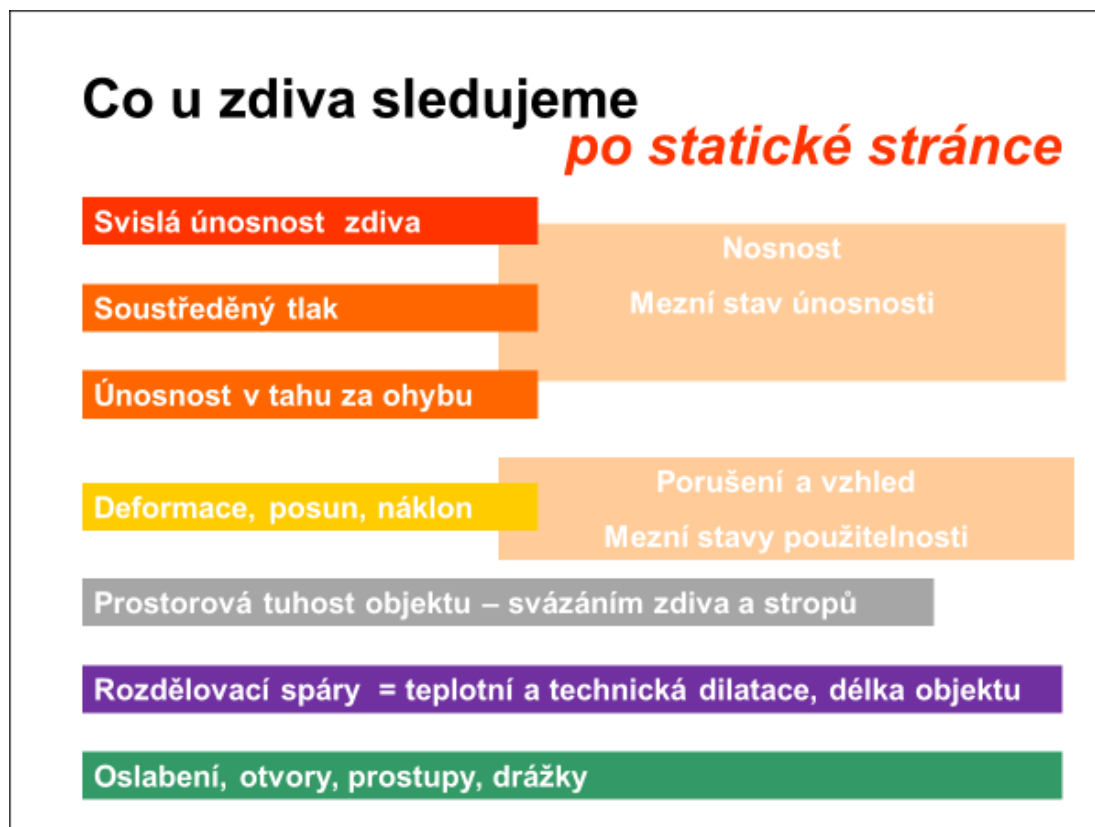 Co u zdiva sledujeme
po statické stránce
Svislá únosnost zdiva
Nosnost
Mezní stav únosnosti
Soustředěný tlak
Únosnost v tahu za ohybu
Porušení a vzhled
Mezní stavy použitelnosti
Deformace, posun, náklon
Prostorová tuhost objektu – svázáním zdiva a stropů
Rozdělovací spáry = teplotní a technická dilatace, délka objektu
Oslabení, otvory, prostupy, drážky